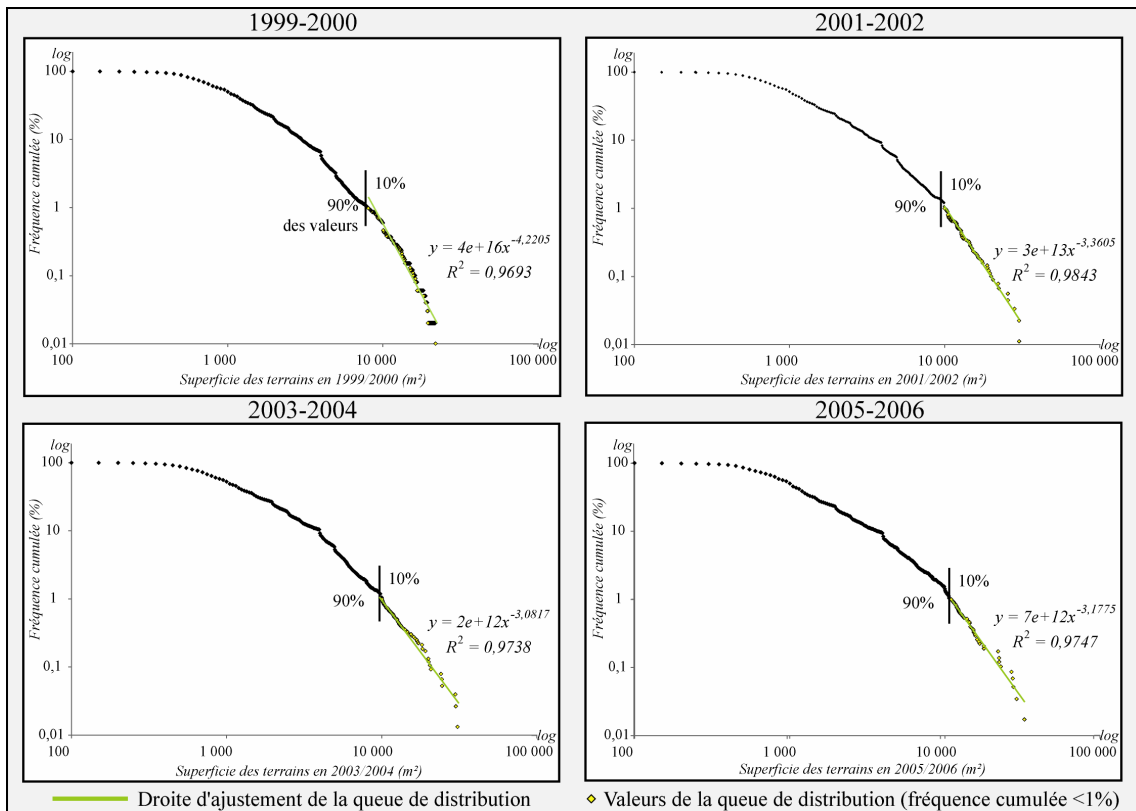 1999-2000
log
Fréquence cumulée (%)
100
10
1
0,1
0,01
10%
90%
des valeurs
y = 4e+16x^-4,2205
R² = 0,9693
100
1 000
10 000
100 000
log
Superficie des terrains en 1999/2000 (m²)
2001-2002
log
Fréquence cumulée (%)
100
10
1
0,1
0,01
10%
90%
y = 3e+13x^-3,3605
R² = 0,9843
100
1 000
10 000
100 000
log
Superficie des terrains en 2001/2002 (m²)
2003-2004
log
Fréquence cumulée (%)
100
10
1
0,1
0,01
10%
90%
y = 2e+12x^-3,0817
R² = 0,9738
100
1 000
10 000
100 000
log
Superficie des terrains en 2003/2004 (m²)
2005-2006
log
Fréquence cumulée (%)
100
10
1
0,1
0,01
10%
90%
y = 7e+12x^-3,1775
R² = 0,9747
100
1 000
10 000
100 000
log
Superficie des terrains en 2005/2006 (m²)
Droite d'ajustement de la queue de distribution
Valeurs de la queue de distribution (fréquence cumulée <1%)